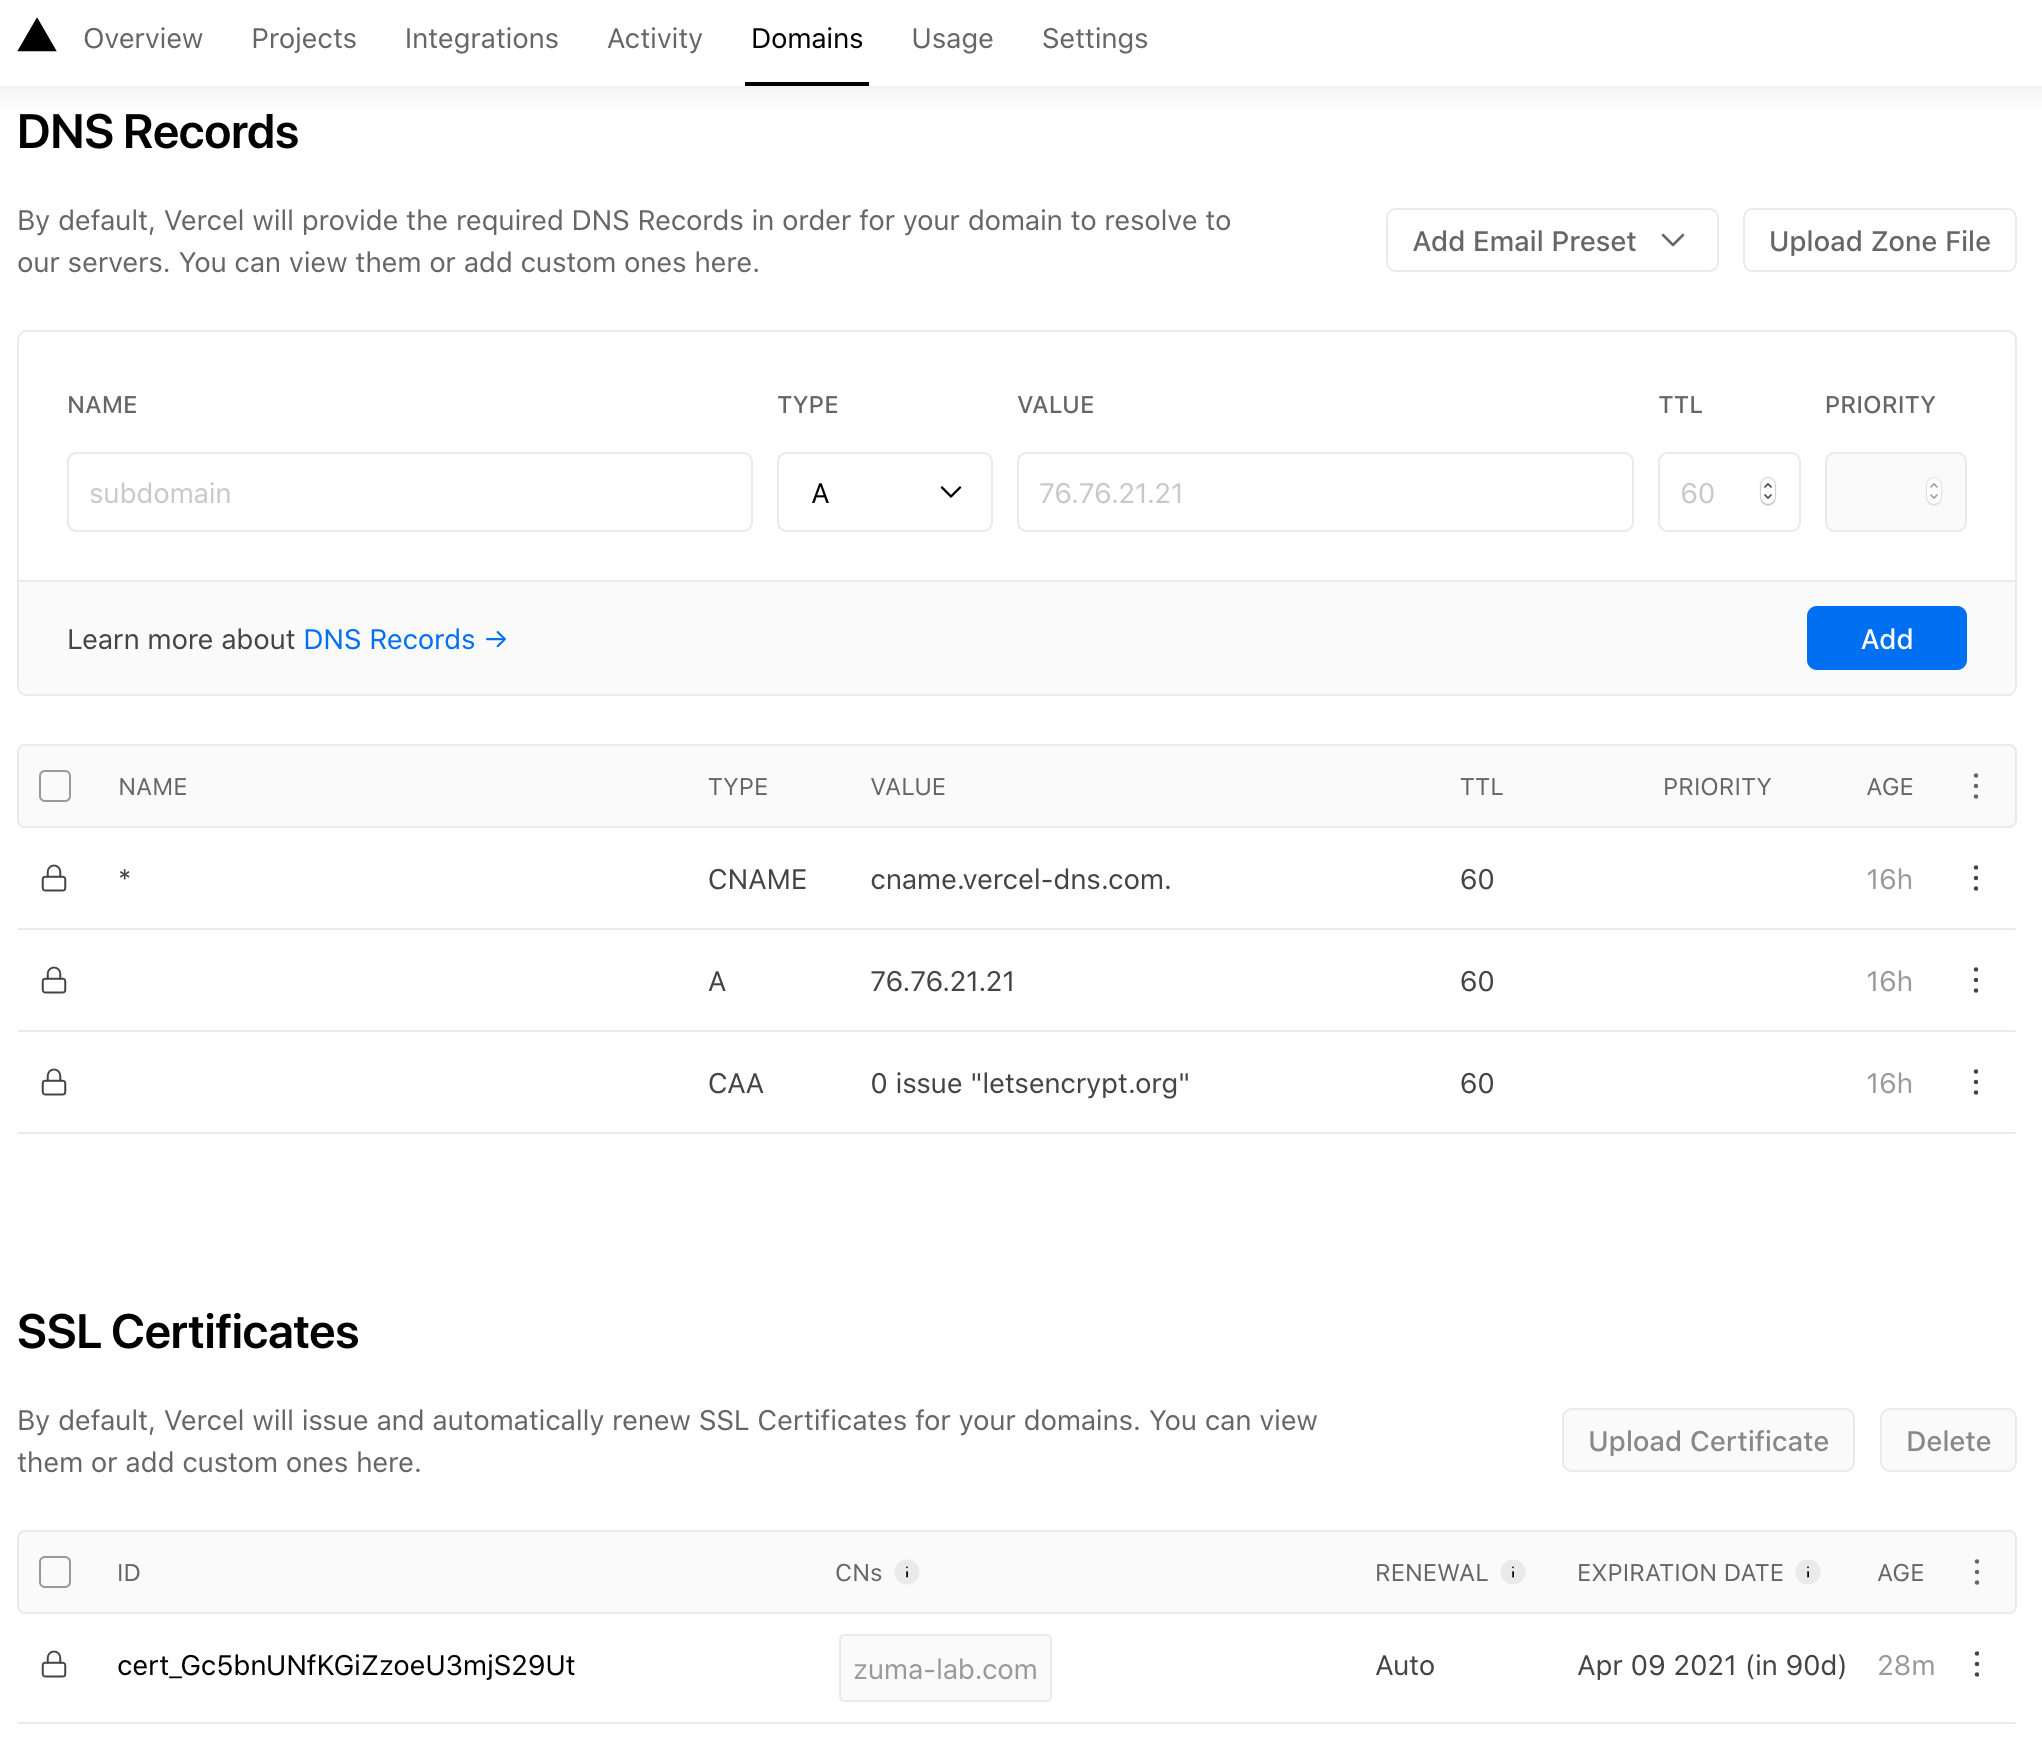 Overview Projects Integrations Activity Domains Usage Settings
DNS Records
By default, Vercel will provide the required DNS Records in order for your domain to resolve to
our servers. You can view them or add custom ones here.
Add Email Preset Upload Zone File
NAME TYPE VALUE TTL PRIORITY
subdomain A 76.76.21.21 60
Learn more about DNS Records → Add
NAME TYPE VALUE TTL PRIORITY AGE
* CNAME cname.vercel-dns.com. 60 16h
A 76.76.21.21 60 16h
CAA 0 issue "letsencrypt.org" 60 16h
SSL Certificates
By default, Vercel will issue and automatically renew SSL Certificates for your domains. You can view
them or add custom ones here.
Upload Certificate Delete
ID CNs i RENEWAL i EXPIRATION DATE i AGE
cert_Gc5bnUNfKGiZzoeU3mjS29Ut zuma-lab.com Auto Apr 09 2021 (in 90d) 28m